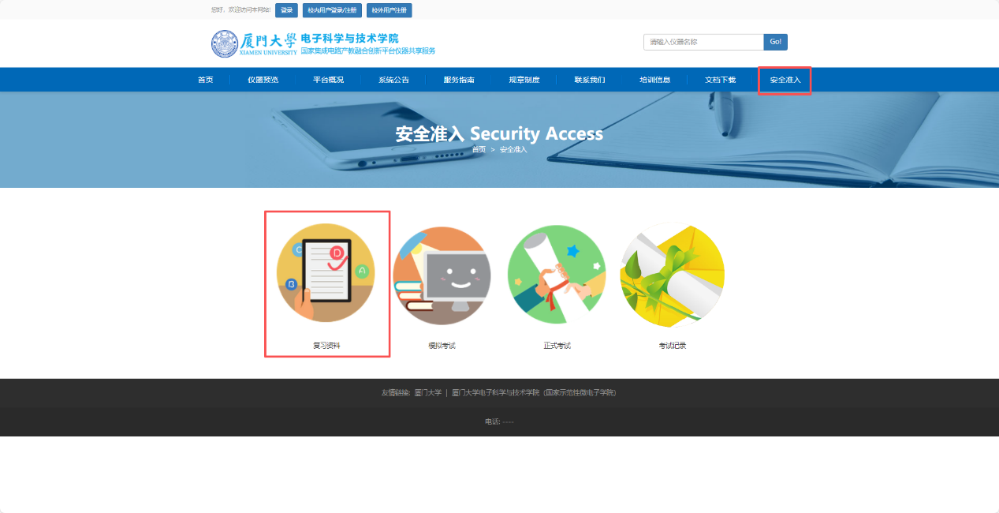 您好，欢迎访问本网站! 登录 校内用户登录/注册 校外用户注册
厦門大學 电子科学与技术学院
XIAMEN UNIVERSITY 国家集成电路产教融合创新平台仪器共享服务
请输入仪器名称 Go!
首页 仪器预览 平台概况 系统公告 服务指南 规章制度 联系我们 培训信息 文档下载 安全准入
安全准入 Security Access
首页 > 安全准入
C D A B
复习资料 模拟考试 正式考试 考试记录
友情链接: 厦门大学 | 厦门大学电子科学与技术学院（国家示范性微电子学院）
电话: ----